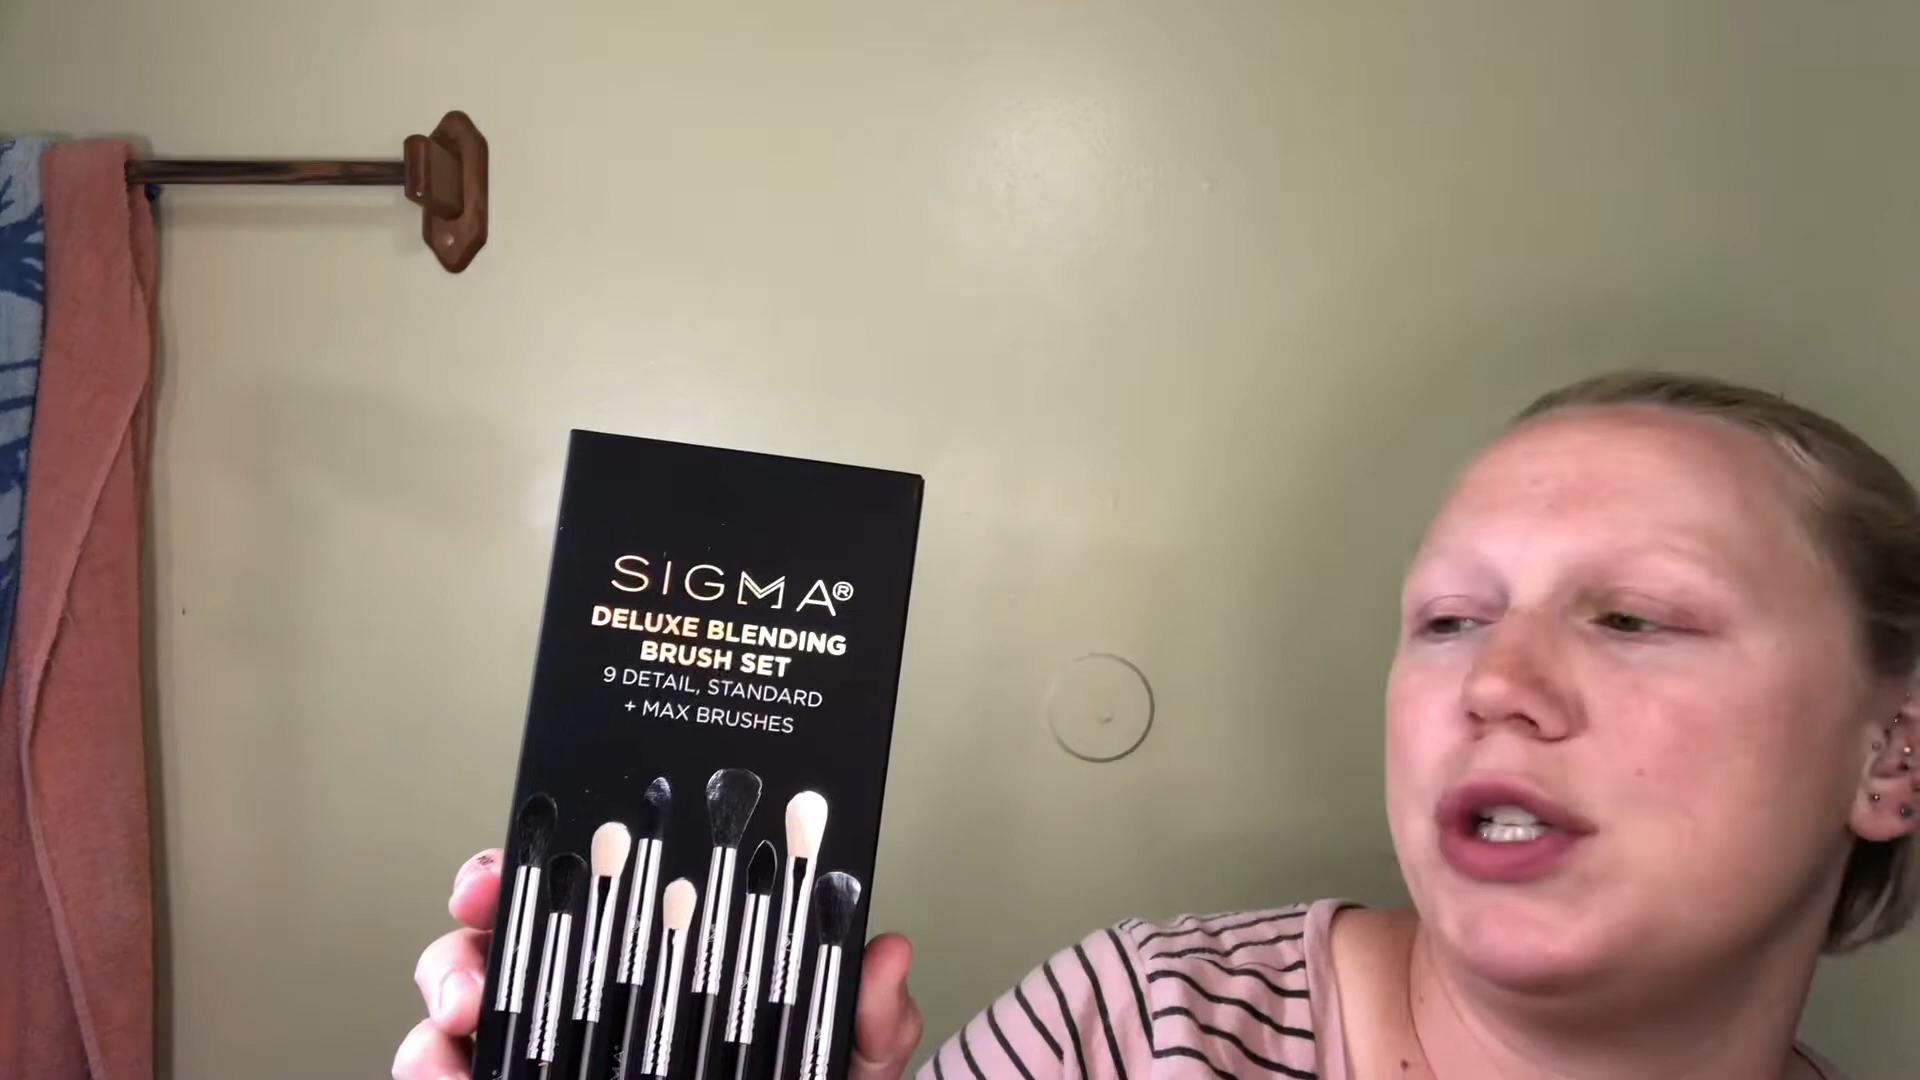 SIGMA®
DELUXE BLENDING
BRUSH SET
9 DETAIL, STANDARD
+ MAX BRUSHES